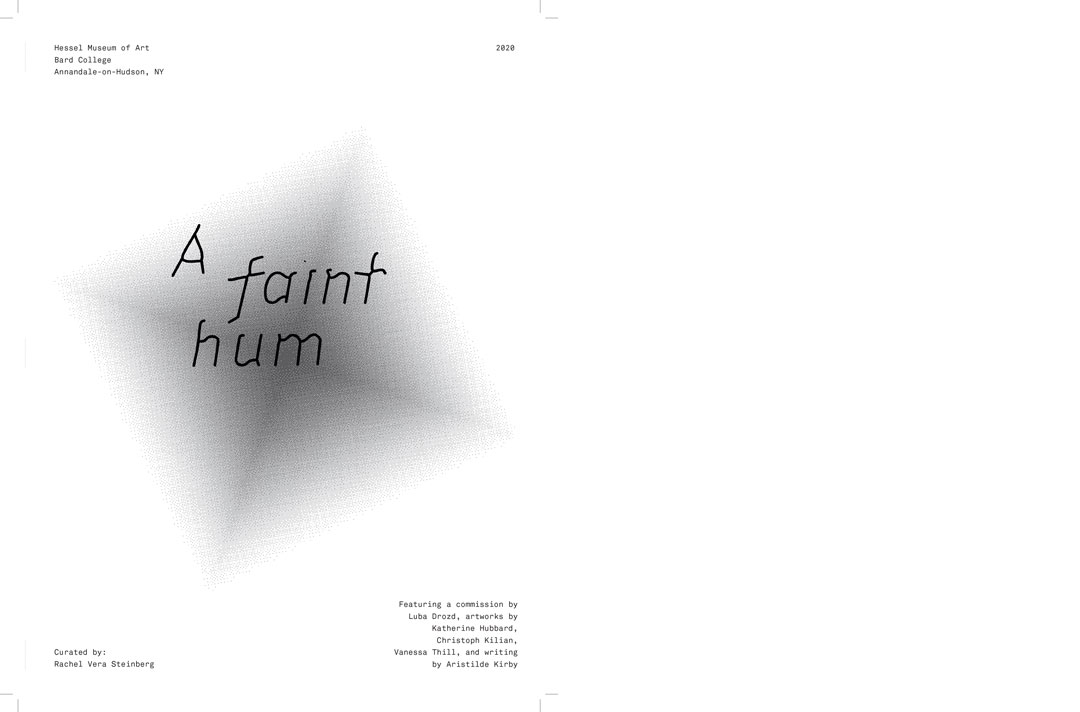 Hessel Museum of Art
Bard College
Annandale-on-Hudson, NY
2020
A
faint
hum
Featuring a commission by
Luba Drozd, artworks by
Katherine Hubbard,
Christoph Kilian,
Vanessa Thill, and writing
by Aristilde Kirby
Curated by:
Rachel Vera Steinberg